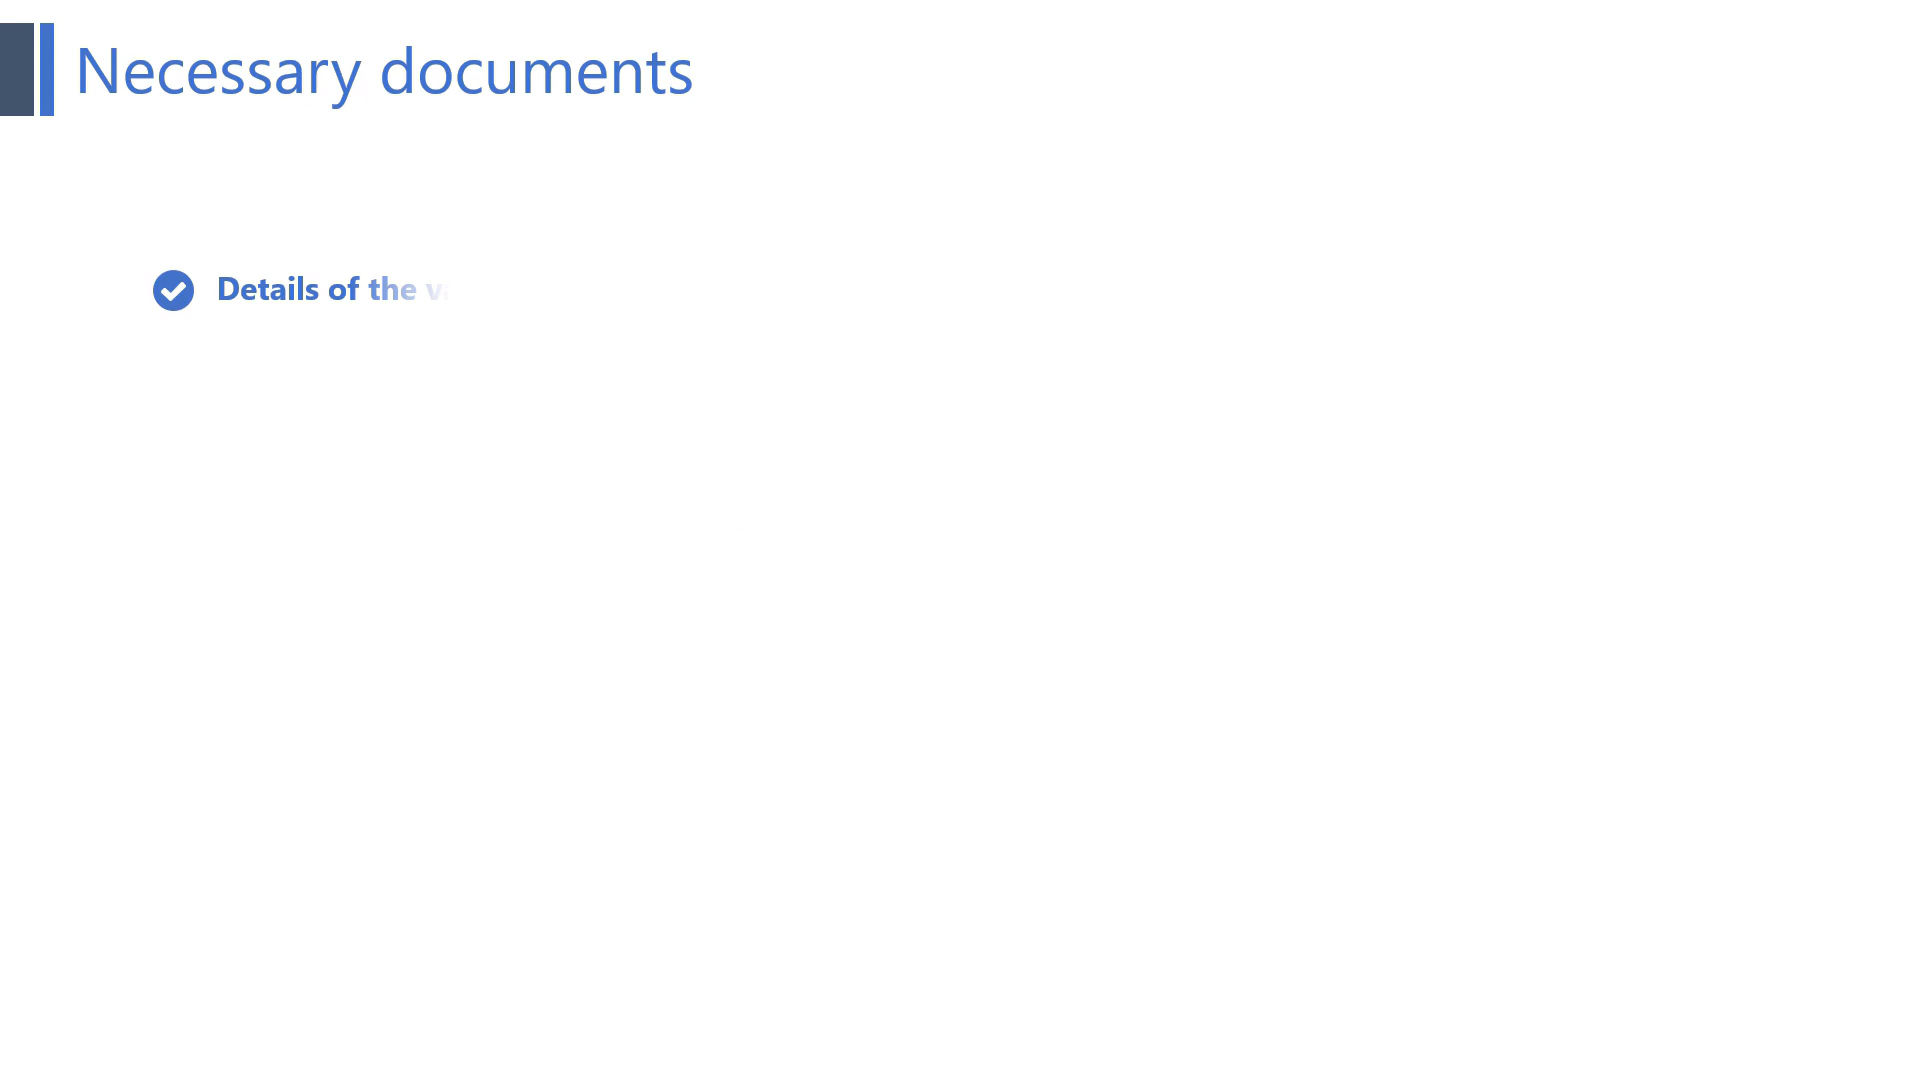 Necessary documents
Details of the